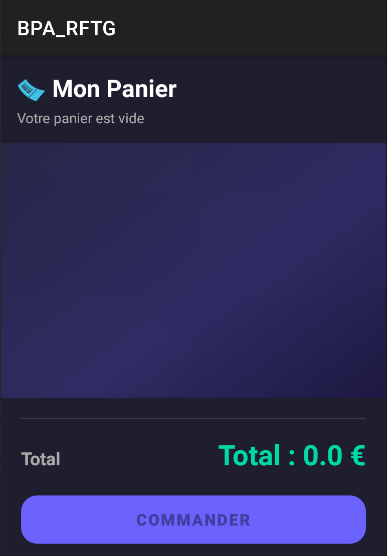 BPA_RFTG
Mon Panier
Votre panier est vide
Total
Total : 0.0 €
COMMANDER